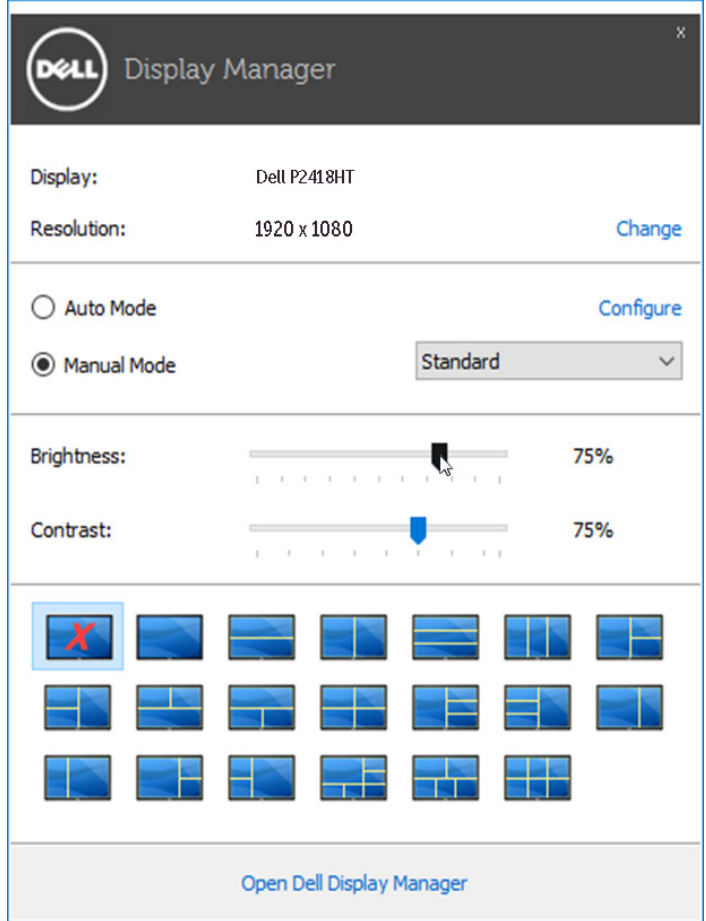 x
DELL Display Manager
Display: Dell P2418HT
Resolution: 1920 x 1080 Change
Auto Mode Configure
Manual Mode Standard
Brightness: 75%
Contrast: 75%
X
Open Dell Display Manager